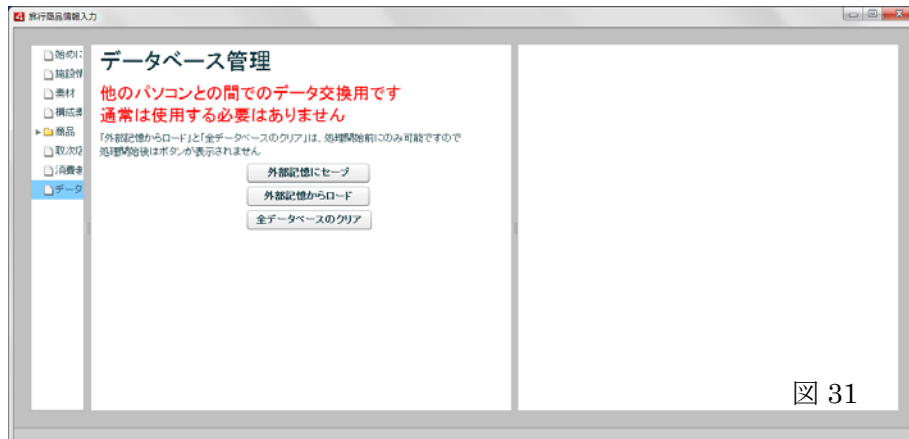 旅行商品情報入力
始めに
施設情
素材
構成要
商品
取次店
消費者
データ
データベース管理
他のパソコンとの間でのデータ交換用です
通常は使用する必要はありません
「外部記憶からロード」と「全データベースのクリア」は、処理開始前にのみ可能ですので
処理開始後はボタンが表示されません
外部記憶にセーブ
外部記憶からロード
全データベースのクリア
図 31